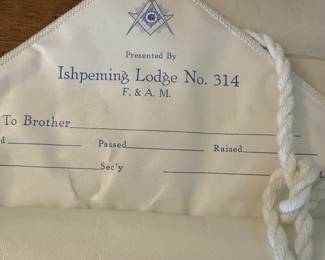 G
Presented By
Ishpeming Lodge No. 314
F. & A. M.
To Brother
d Passed Raised
Sec'y